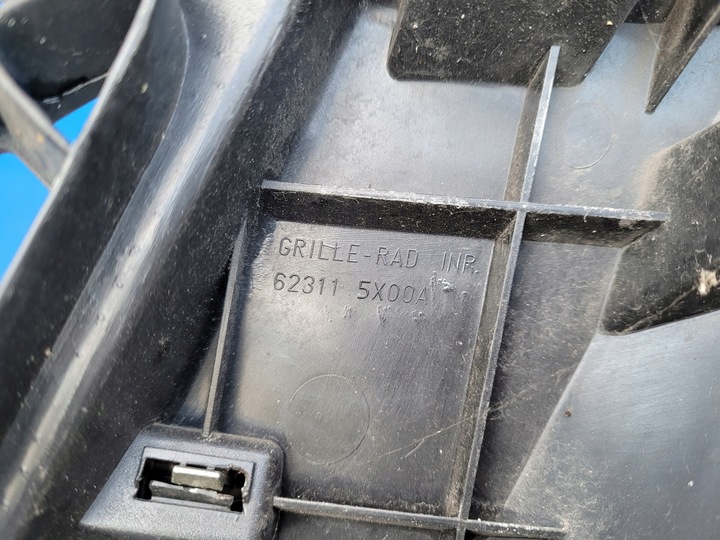 GRILLE-RAD INR.
62311 5X00A